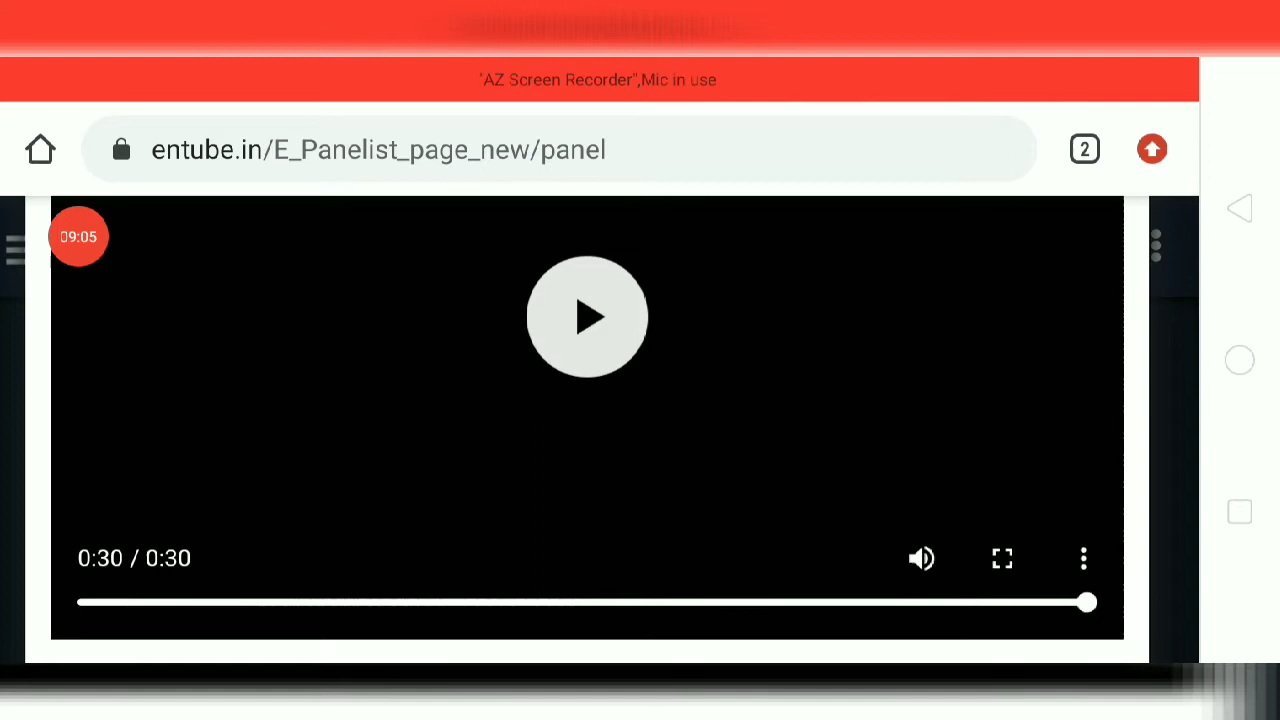 "AZ Screen Recorder",Mic in use
entube.in/E_Panelist_page_new/panel
2
09:05
0:30 / 0:30